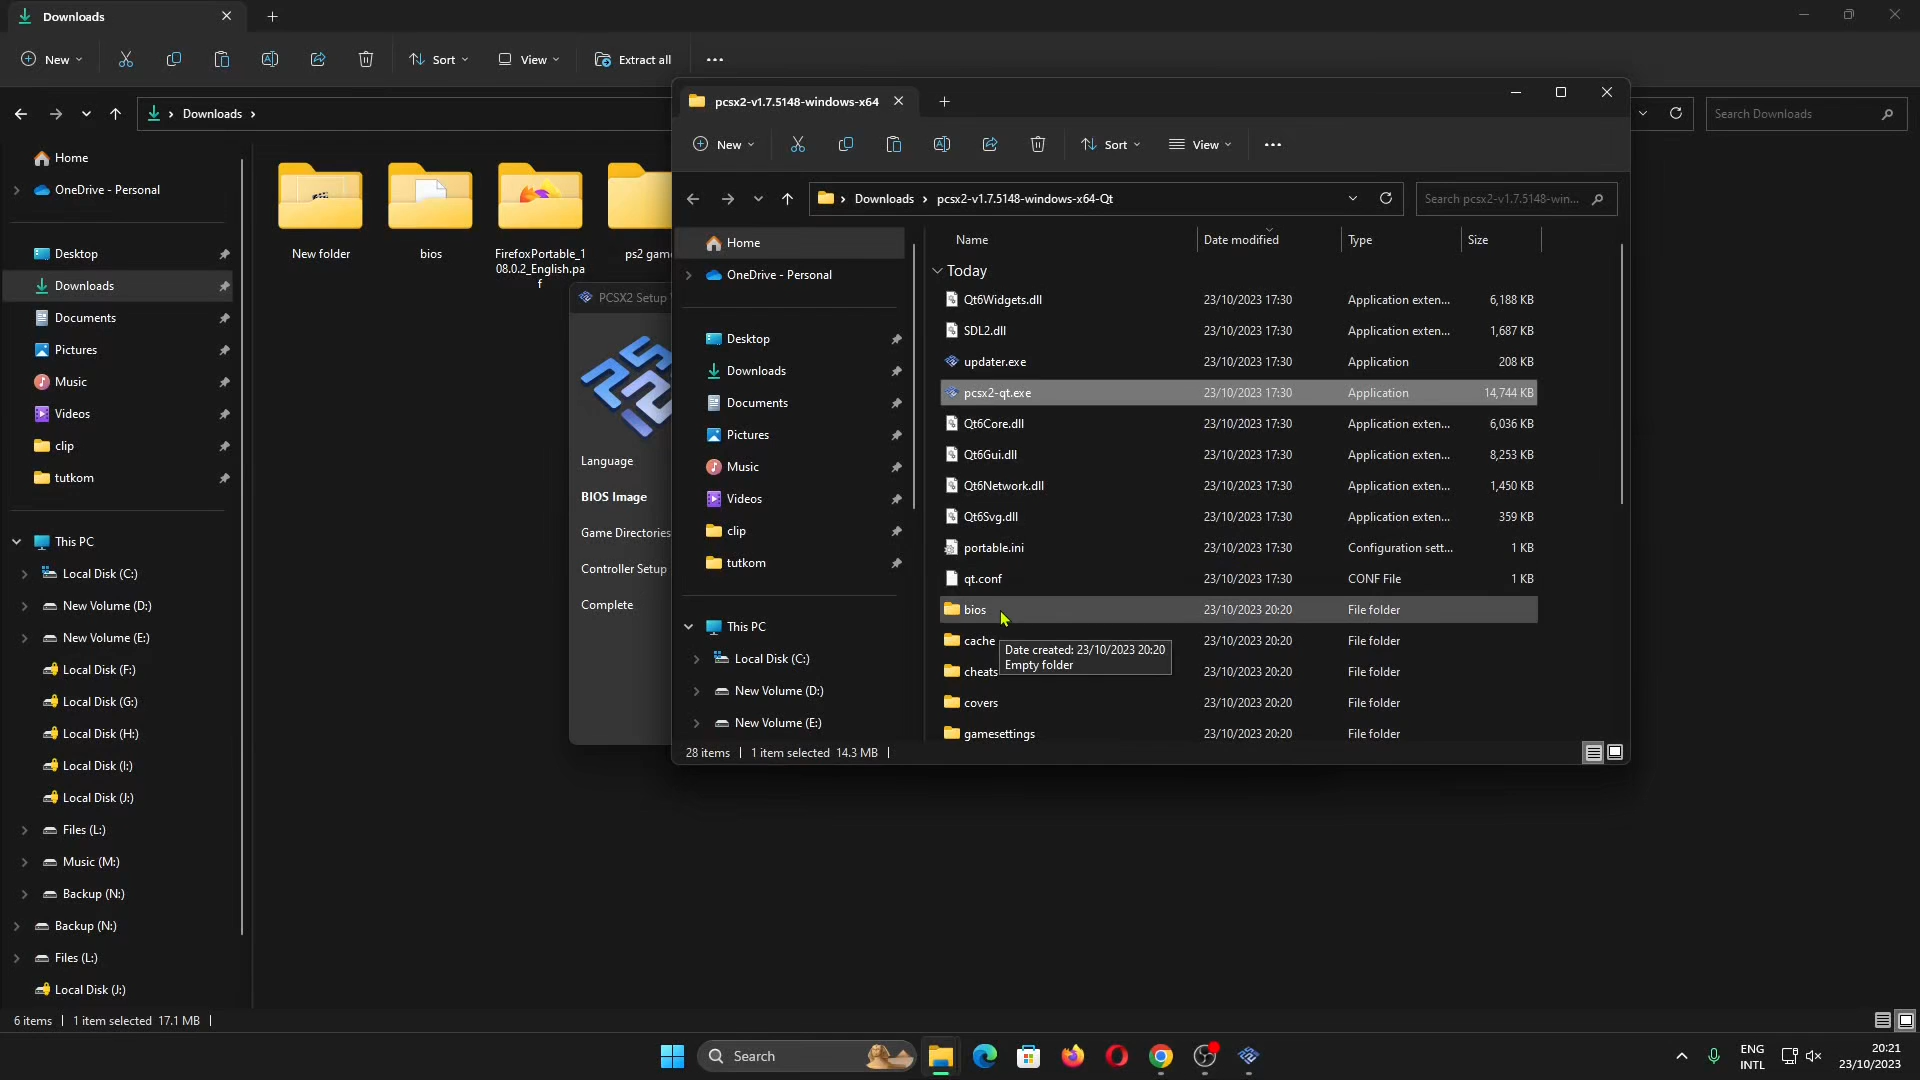 Downloads
New
Sort
View
Extract all
Downloads
Search Downloads
Home
OneDrive - Personal
Desktop
Downloads
Documents
Pictures
Music
Videos
clip
tutkom
This PC
Local Disk (C:)
New Volume (D:)
New Volume (E:)
Local Disk (F:)
Local Disk (G:)
Local Disk (H:)
Local Disk (I:)
Local Disk (J:)
Files (L:)
Music (M:)
Backup (N:)
Backup (N:)
Files (L:)
Local Disk (J:)
6 items
1 item selected 17.1 MB
New folder
bios
FirefoxPortable_1
08.0.2_English.pa
f
ps2 gam
PCSX2 Setup
Language
BIOS Image
Game Directories
Controller Setup
Complete
pcsx2-v1.7.5148-windows-x64
New
Sort
View
Downloads
pcsx2-v1.7.5148-windows-x64-Qt
Search pcsx2-v1.7.5148-win...
Home
OneDrive - Personal
Desktop
Downloads
Documents
Pictures
Music
Videos
clip
tutkom
This PC
Local Disk (C:)
New Volume (D:)
New Volume (E:)
Name Date modified Type Size
Today
Qt6Widgets.dll 23/10/2023 17:30 Application exten... 6,188 KB
SDL2.dll 23/10/2023 17:30 Application exten... 1,687 KB
updater.exe 23/10/2023 17:30 Application 208 KB
pcsx2-qt.exe 23/10/2023 17:30 Application 14,744 KB
Qt6Core.dll 23/10/2023 17:30 Application exten... 6,036 KB
Qt6Gui.dll 23/10/2023 17:30 Application exten... 8,253 KB
Qt6Network.dll 23/10/2023 17:30 Application exten... 1,450 KB
Qt6Svg.dll 23/10/2023 17:30 Application exten... 359 KB
portable.ini 23/10/2023 17:30 Configuration sett... 1 KB
qt.conf 23/10/2023 17:30 CONF File 1 KB
bios 23/10/2023 20:20 File folder
cache 23/10/2023 20:20 File folder
cheats 23/10/2023 20:20 File folder
covers 23/10/2023 20:20 File folder
gamesettings 23/10/2023 20:20 File folder
Date created: 23/10/2023 20:20
Empty folder
28 items
1 item selected 14.3 MB
Search
ENG
INTL
20:21
23/10/2023